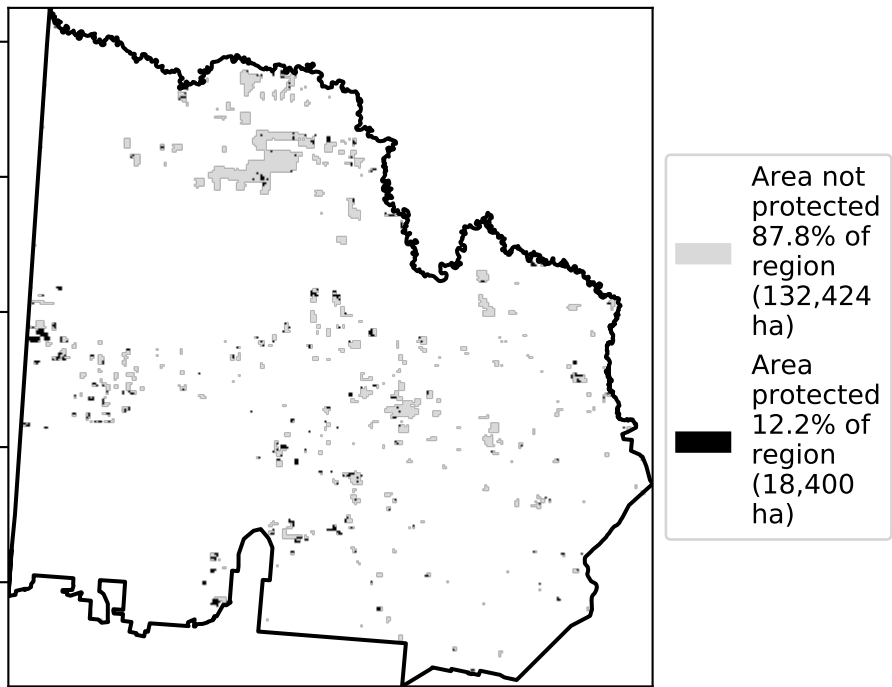 Area not
protected
87.8% of
region
(132,424
ha)
Area
protected
12.2% of
region
(18,400
ha)